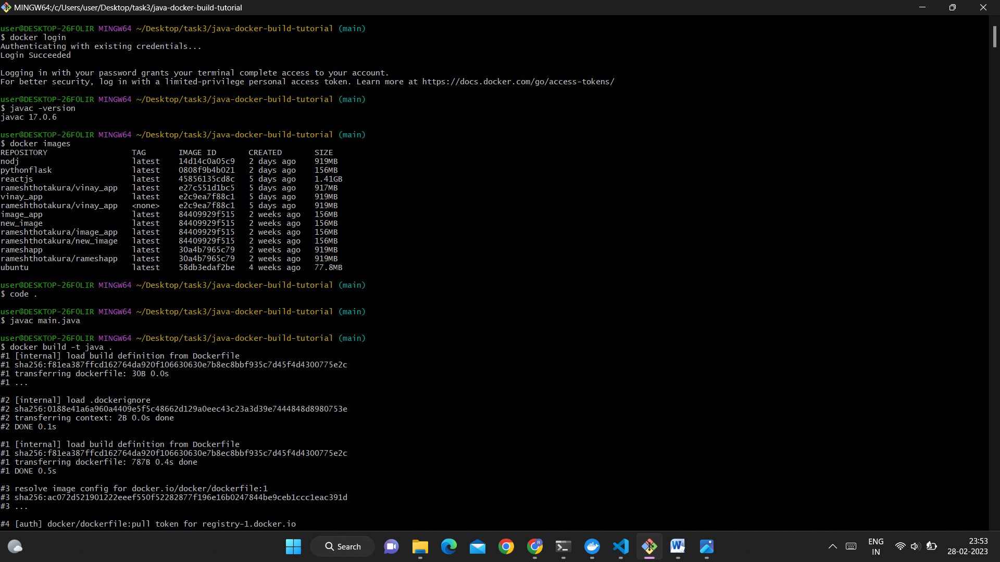 MINGW64:/c/Users/user/Desktop/task3/java-docker-build-tutorial
user@DESKTOP-26FOLIR MINGW64 ~/Desktop/task3/java-docker-build-tutorial (main)
$ docker login
Authenticating with existing credentials...
Login Succeeded
Logging in with your password grants your terminal complete access to your account.
For better security, log in with a limited-privilege personal access token. Learn more at https://docs.docker.com/go/access-tokens/
user@DESKTOP-26FOLIR MINGW64 ~/Desktop/task3/java-docker-build-tutorial (main)
$ javac -version
javac 17.0.6
user@DESKTOP-26FOLIR MINGW64 ~/Desktop/task3/java-docker-build-tutorial (main)
$ docker images
REPOSITORY TAG IMAGE ID CREATED SIZE
nodj latest 14d14c0a05c9 2 days ago 919MB
pythonflask latest 0808f9b4b021 2 days ago 156MB
reactjs latest 45856135cd8c 5 days ago 1.41GB
rameshthotakura/vinay_app latest e27c551d1bc5 5 days ago 917MB
vinay_app latest e2c9ea7f88c1 5 days ago 919MB
rameshthotakura/vinay_app <none> e2c9ea7f88c1 5 days ago 919MB
image_app latest 84409929f515 2 weeks ago 156MB
new_image latest 84409929f515 2 weeks ago 156MB
rameshthotakura/image_app latest 84409929f515 2 weeks ago 156MB
rameshthotakura/new_image latest 84409929f515 2 weeks ago 156MB
rameshapp latest 30a4b7965c79 2 weeks ago 919MB
rameshthotakura/rameshapp latest 30a4b7965c79 2 weeks ago 919MB
ubuntu latest 58db3edaf2be 4 weeks ago 77.8MB
user@DESKTOP-26FOLIR MINGW64 ~/Desktop/task3/java-docker-build-tutorial (main)
$ code .
user@DESKTOP-26FOLIR MINGW64 ~/Desktop/task3/java-docker-build-tutorial (main)
$ javac main.java
user@DESKTOP-26FOLIR MINGW64 ~/Desktop/task3/java-docker-build-tutorial (main)
$ docker build -t java .
#1 [internal] load build definition from Dockerfile
#1 sha256:f81ea387ffcd162764da920f106630630e7b8ec8bbf935c7d45f4d4300775e2c
#1 transferring dockerfile: 30B 0.0s
#1 ...
#2 [internal] load .dockerignore
#2 sha256:0188e41a6a960a4409e5f5c48662d129a0eec43c23a3d39e7444848d8980753e
#2 transferring context: 2B 0.0s done
#2 DONE 0.1s
#1 [internal] load build definition from Dockerfile
#1 sha256:f81ea387ffcd162764da920f106630630e7b8ec8bbf935c7d45f4d4300775e2c
#1 transferring dockerfile: 787B 0.4s done
#1 DONE 0.5s
#3 resolve image config for docker.io/docker/dockerfile:1
#3 sha256:ac072d521901222eeef550f52282877f196e16b0247844be9ceb1ccc1eac391d
#3 ...
#4 [auth] docker/dockerfile:pull token for registry-1.docker.io
Search
R
W
ENG
IN
23:53
28-02-2023